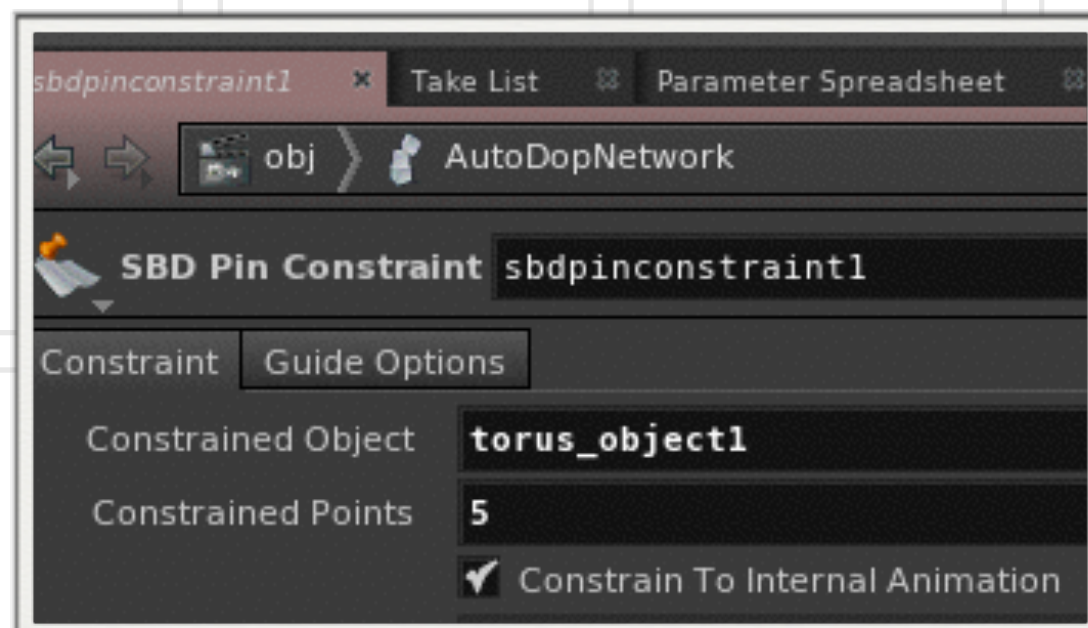 sbdpinconstraint1 Take List Parameter Spreadsheet
obj AutoDopNetwork
SBD Pin Constraint sbdpinconstraint1
Constraint Guide Options
Constrained Object torus_object1
Constrained Points 5
Constrain To Internal Animation